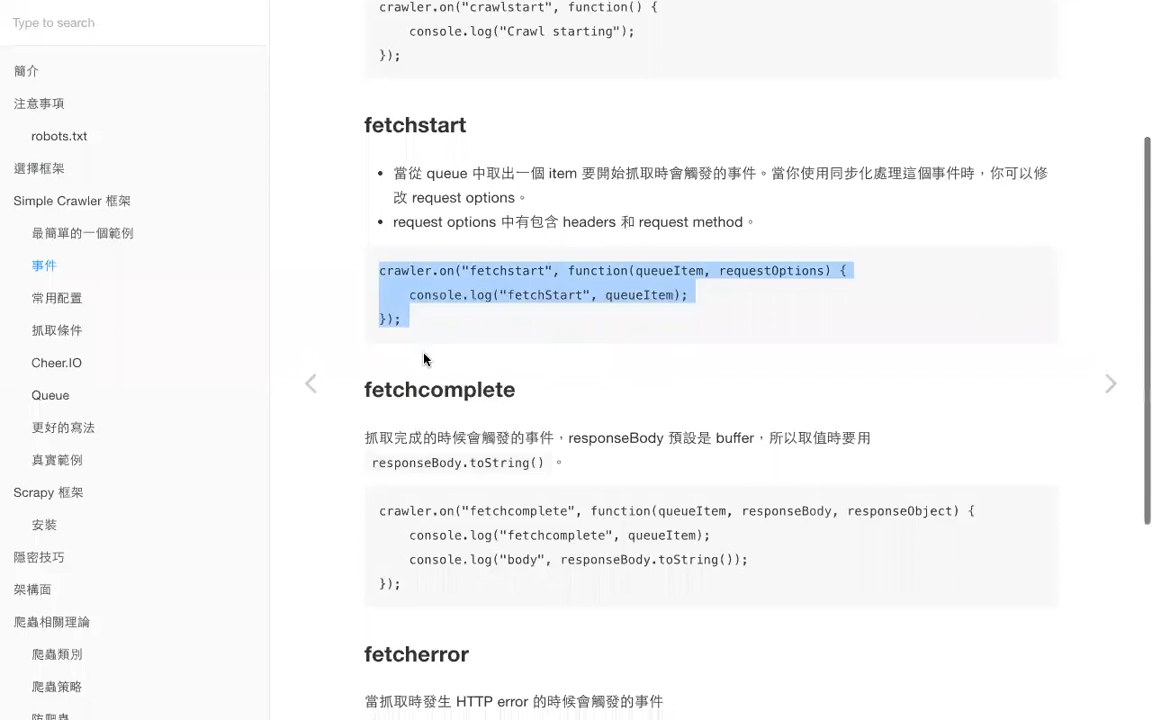 Type to search
簡介
注意事項
robots.txt
選擇框架
Simple Crawler 框架
最簡單的一個範例
事件
常用配置
抓取條件
Cheer.IO
Queue
更好的寫法
真實範例
Scrapy 框架
安裝
隱密技巧
架構面
爬蟲相關理論
爬蟲類別
爬蟲策略
防爬蟲
crawler.on("crawlstart", function() {
console.log("Crawl starting");
});
fetchstart
• 當從 queue 中取出一個 item 要開始抓取時會觸發的事件。當你使用同步化處理這個事件時，你可以修
改 request options。
• request options 中有包含 headers 和 request method。
crawler.on("fetchstart", function(queueItem, requestOptions) {
console.log("fetchStart", queueItem);
});
fetchcomplete
抓取完成的時候會觸發的事件，responseBody 預設是 buffer，所以取值時要用
responseBody.toString() 。
crawler.on("fetchcomplete", function(queueItem, responseBody, responseObject) {
console.log("fetchcomplete", queueItem);
console.log("body", responseBody.toString());
});
fetcherror
當抓取時發生 HTTP error 的時候會觸發的事件